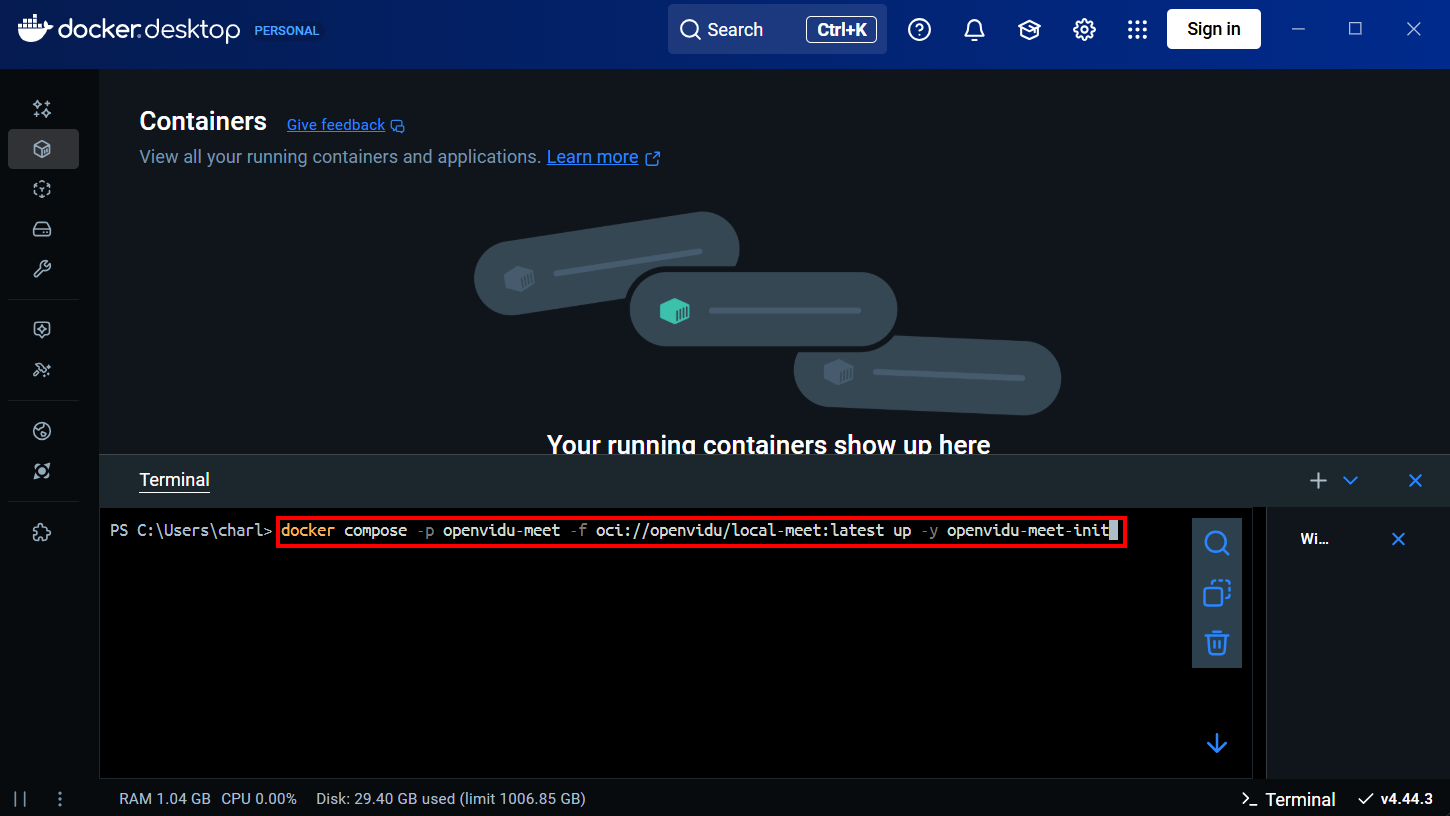 docker.desktop PERSONAL Search Ctrl+K Sign in
Containers Give feedback
View all your running containers and applications. Learn more
Your running containers show up here
Terminal
PS C:\Users\charl> docker compose -p openvidu-meet -f oci://openvidu/local-meet:latest up -y openvidu-meet-init
Wi...
RAM 1.04 GB CPU 0.00% Disk: 29.40 GB used (limit 1006.85 GB) Terminal v4.44.3